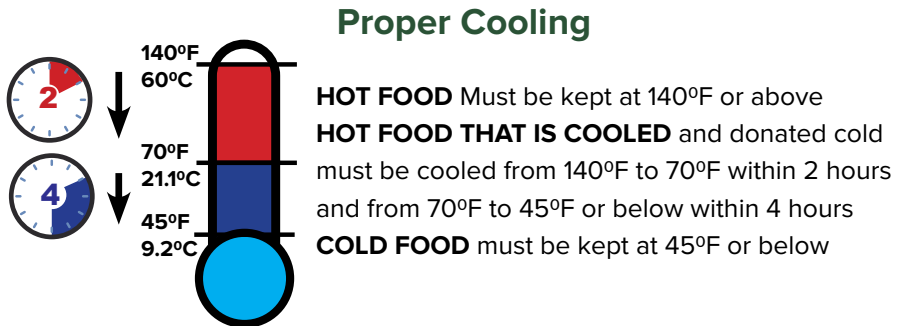 Proper Cooling
140ºF
60ºC
2
70ºF
21.1ºC
4
45ºF
9.2ºC
HOT FOOD Must be kept at 140ºF or above
HOT FOOD THAT IS COOLED and donated cold
must be cooled from 140ºF to 70ºF within 2 hours
and from 70ºF to 45ºF or below within 4 hours
COLD FOOD must be kept at 45ºF or below